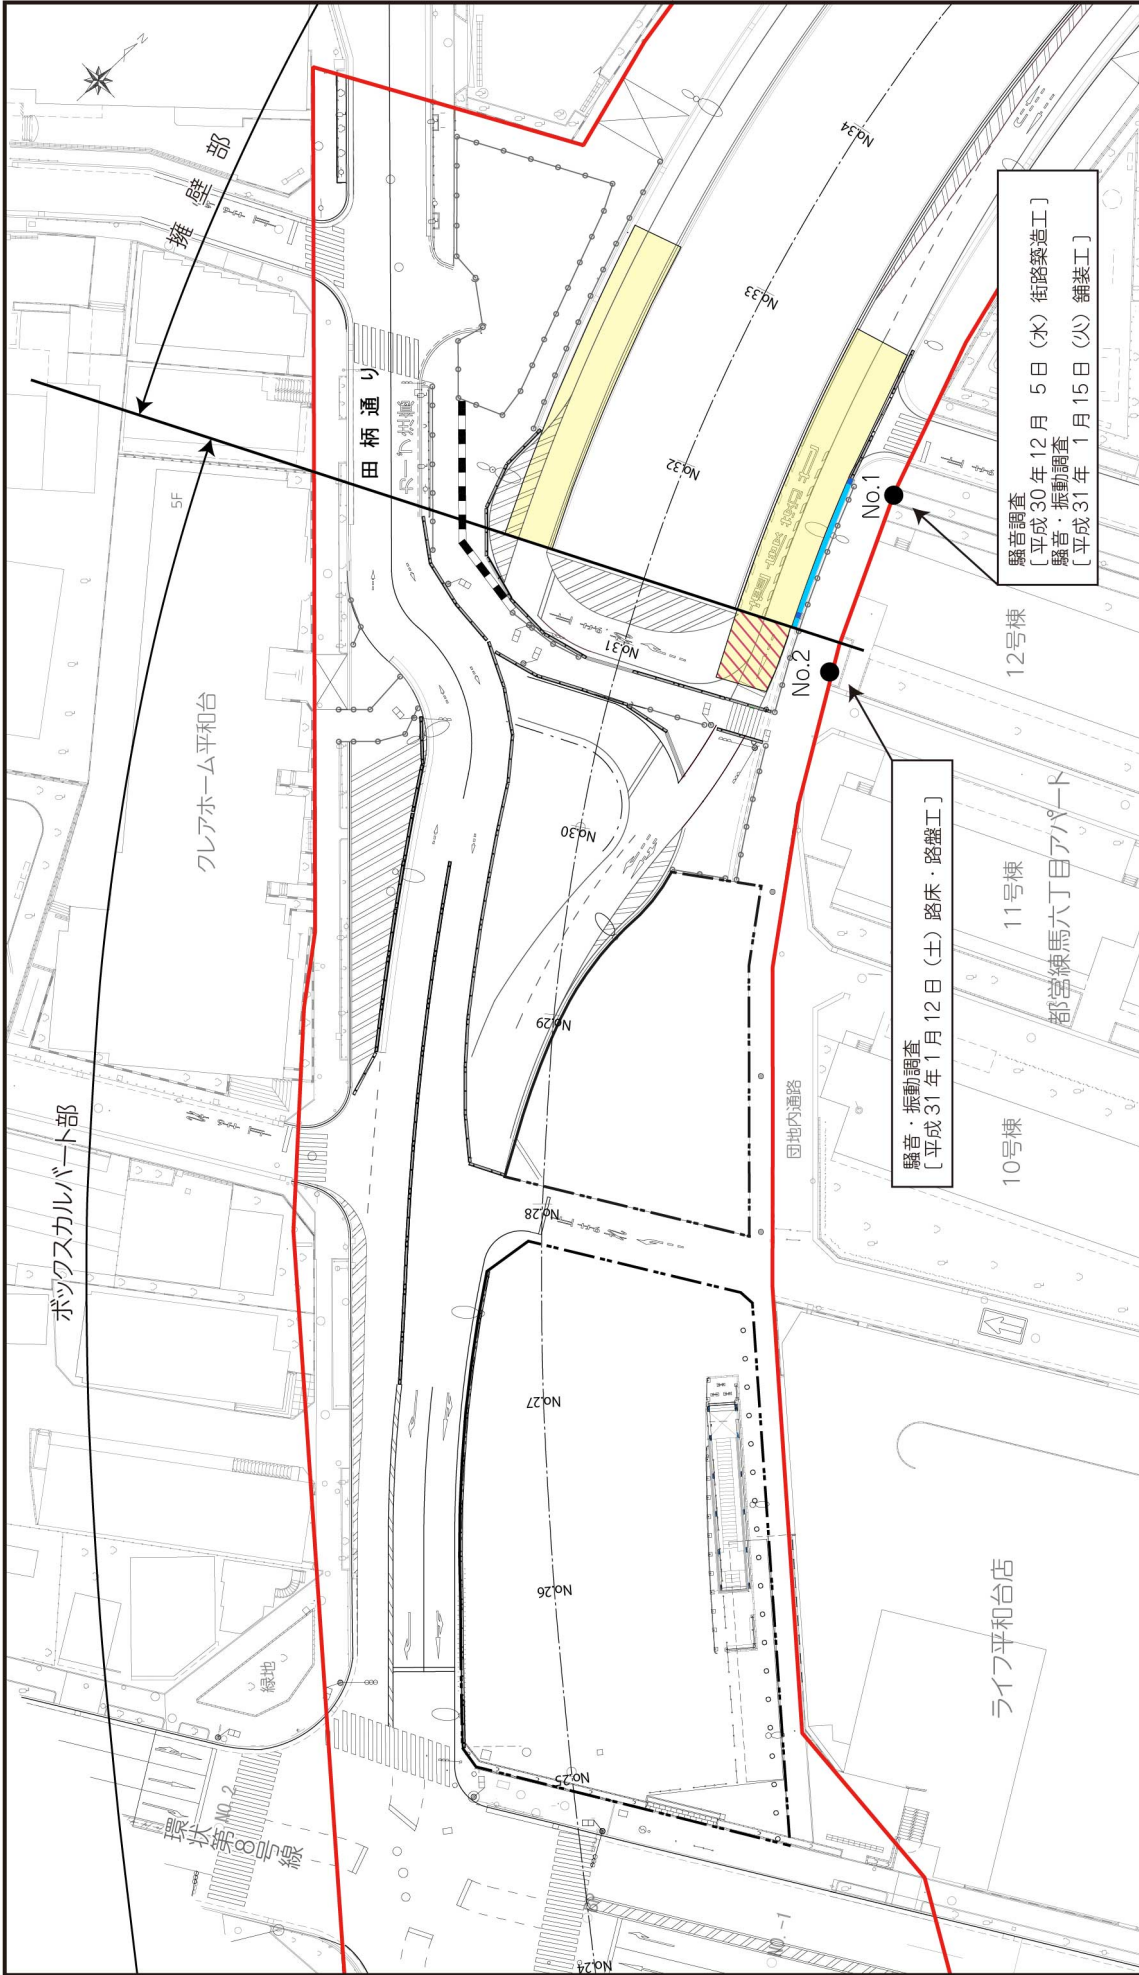 擁壁部
ボックスカルバート部
田柄通り
5F
クレアホーム平和台
緑地
環状第8号線
NO. 2
NO. -1
No.34
No.33
No.32
No.31
No.30
No.29
No.28
No.27
No.26
No.25
No.24
No.1
No.2
騒音調査
[平成30年12月 5日（水）街路築造工]
騒音・振動調査
[平成31年 1月15日（火）舗装工]
騒音・振動調査
[平成31年1月12日（土）路床・路盤工]
12号棟
11号棟
10号棟
都営練馬六丁目アパート
団地内通路
ライフ平和台店